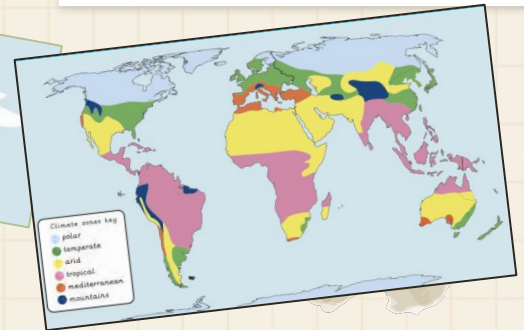 Climate zones key
polar
temperate
arid
tropical
mediterranean
mountains